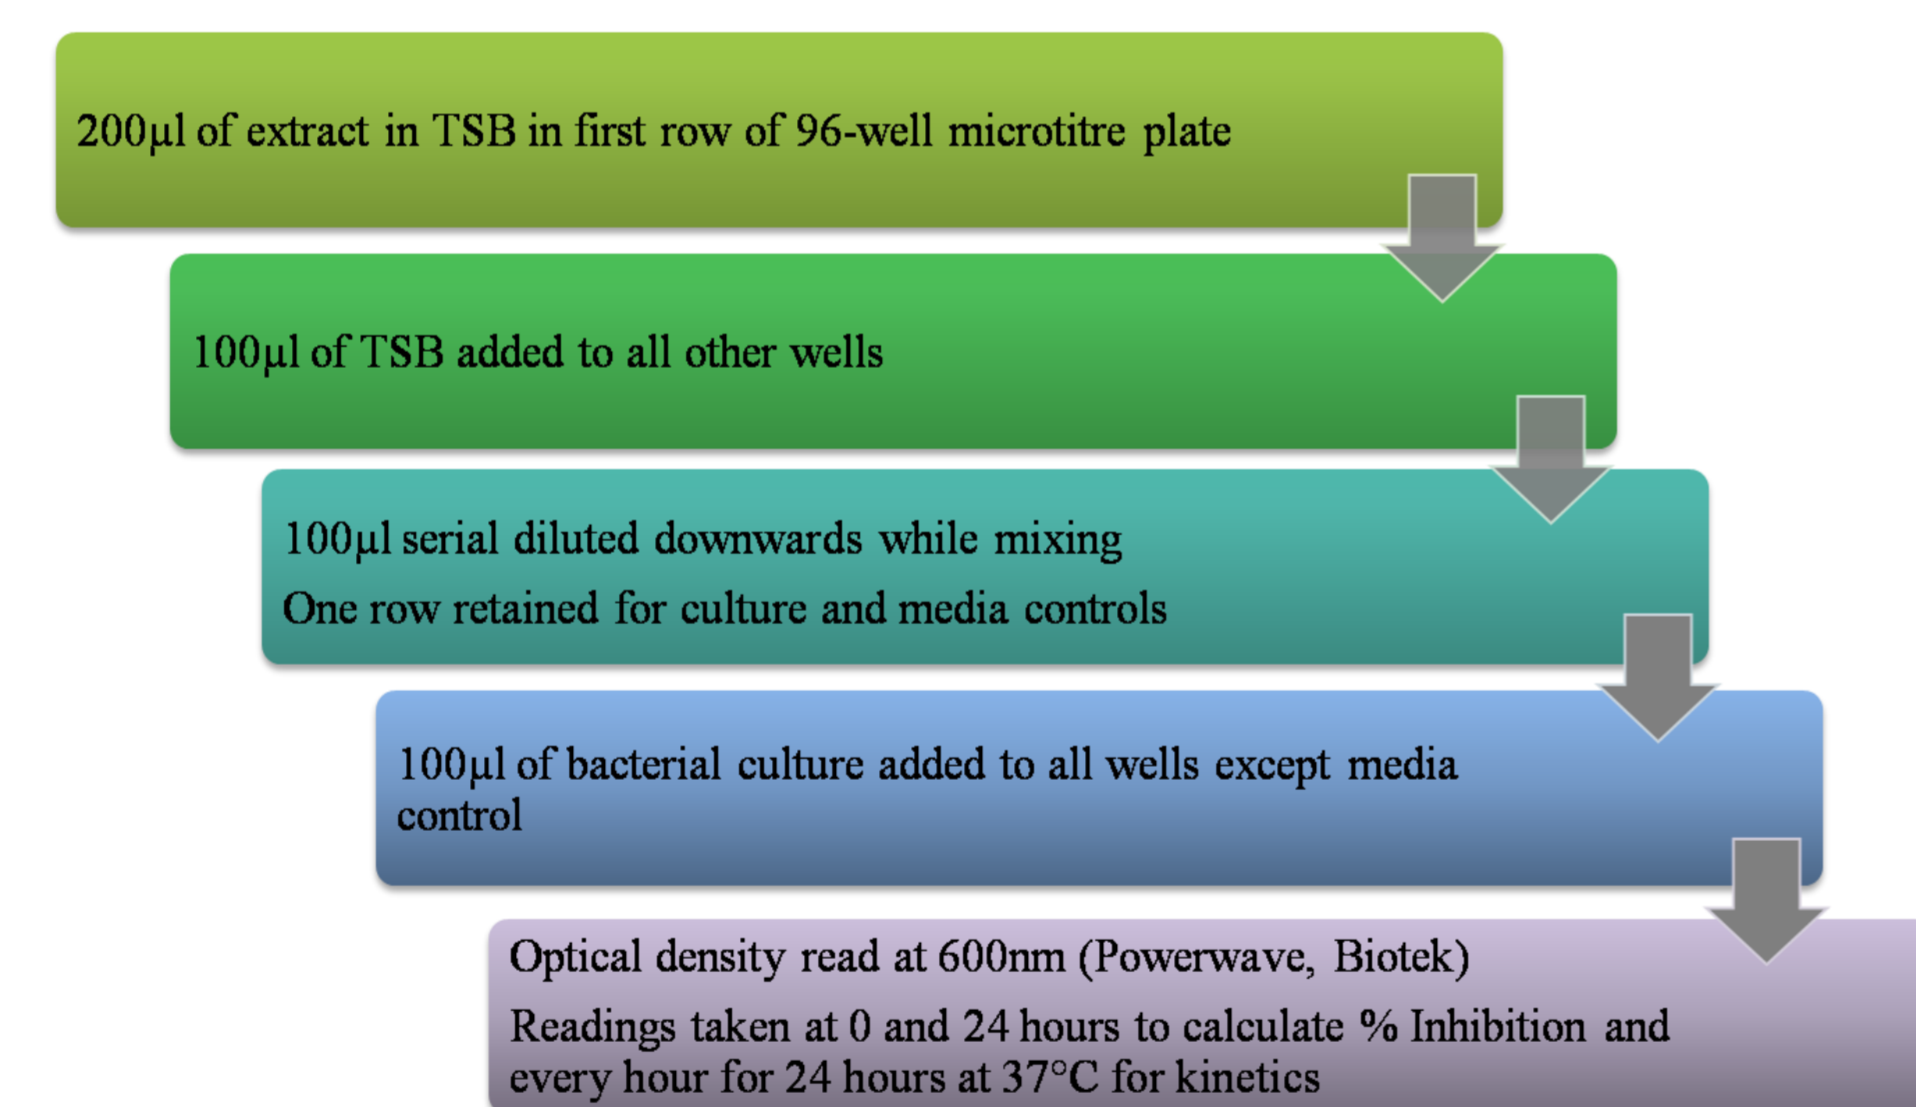 200µl of extract in TSB in first row of 96-well microtitre plate
100µl of TSB added to all other wells
100µl serial diluted downwards while mixing
One row retained for culture and media controls
100µl of bacterial culture added to all wells except media
control
Optical density read at 600nm (Powerwave, Biotek)
Readings taken at 0 and 24 hours to calculate % Inhibition and
every hour for 24 hours at 37°C for kinetics